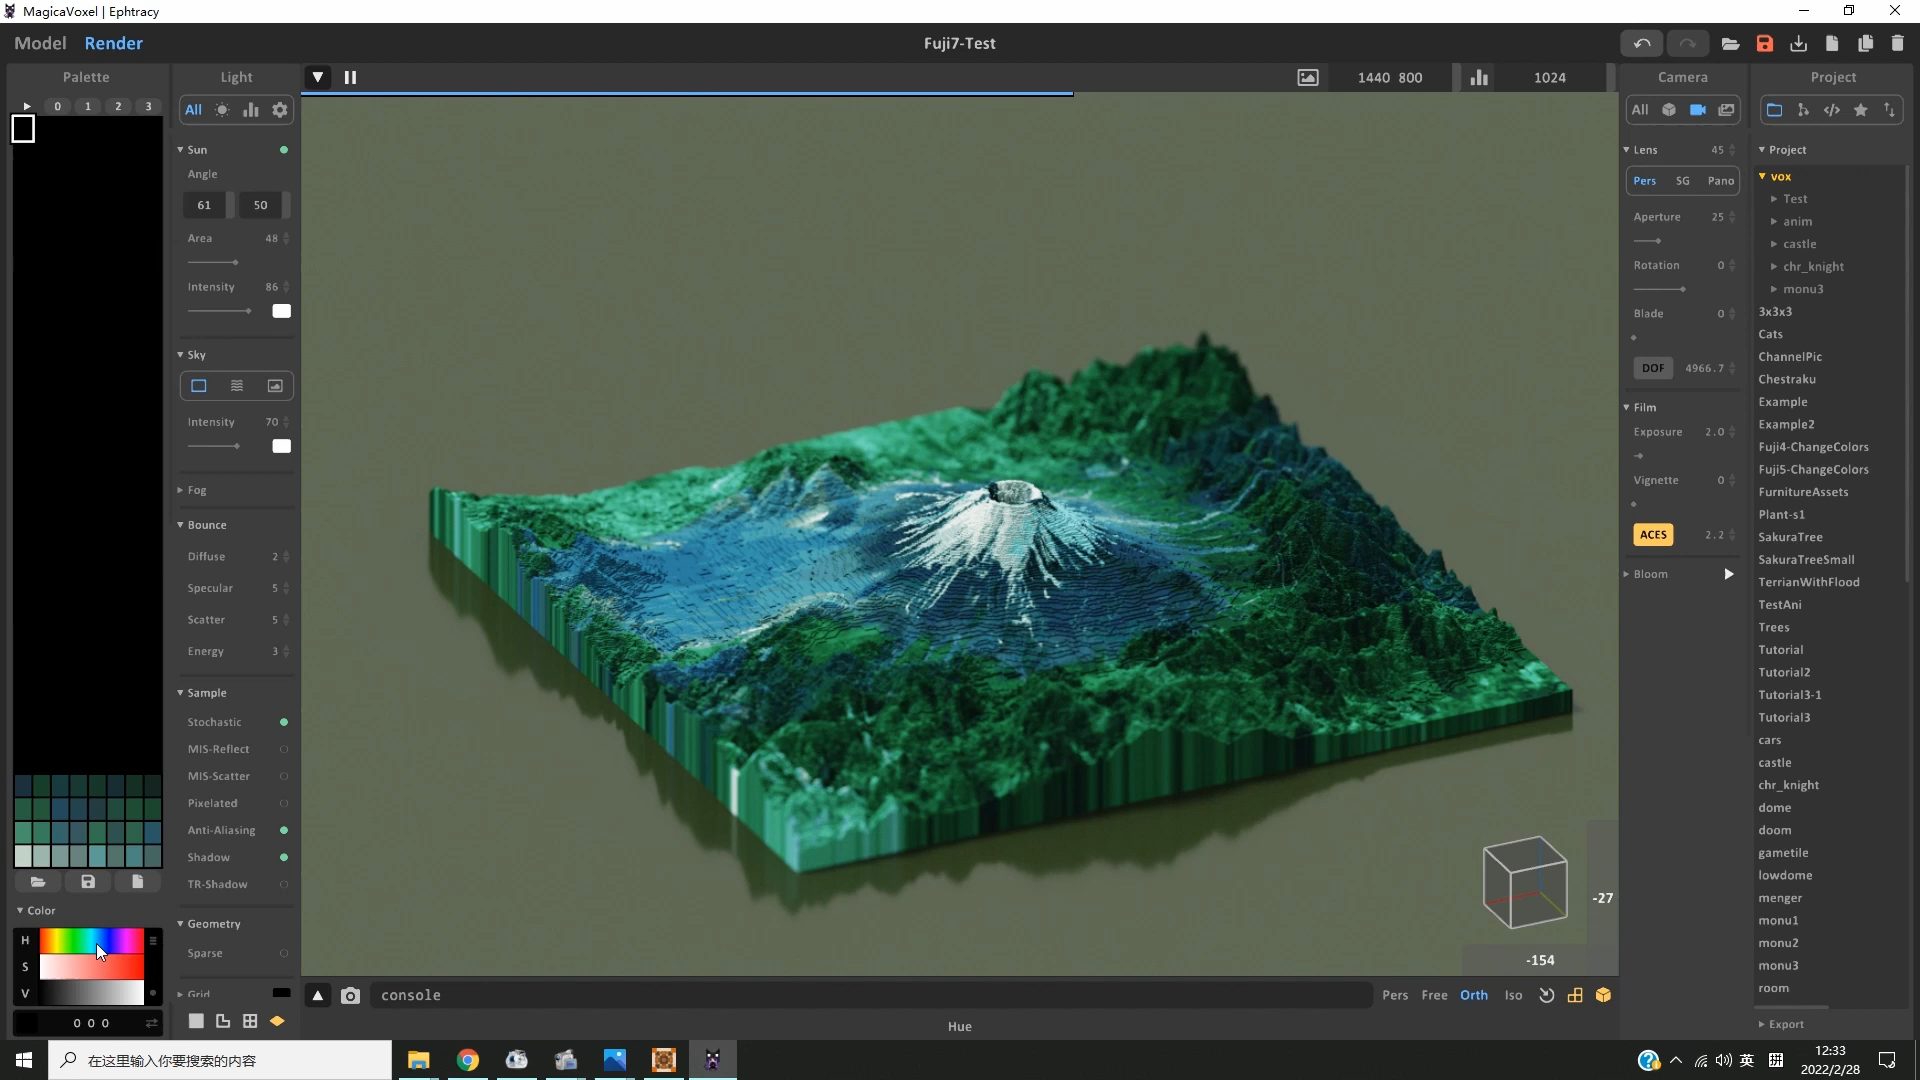 MagicaVoxel | Ephtracy
Model Render
Fuji7-Test
Palette
Light
1440 800
1024
Camera
Project
0 1 2 3
All
All
Sun
Angle
61 50
Area 48
Intensity 86
Sky
Intensity 70
Fog
Bounce
Diffuse 2
Specular 5
Scatter 5
Energy 3
Sample
Stochastic
MIS-Reflect
MIS-Scatter
Pixelated
Anti-Aliasing
Shadow
TR-Shadow
Geometry
Sparse
Grid
Color
H
S
V
0 0 0
Lens 45
Pers SG Pano
Aperture 25
Rotation 0
Blade 0
DOF 4966.7
Film
Exposure 2.0
Vignette 0
ACES 2.2
Bloom
Project
vox
Test
anim
castle
chr_knight
monu3
3x3x3
Cats
ChannelPic
Chestraku
Example
Example2
Fuji4-ChangeColors
Fuji5-ChangeColors
FurnitureAssets
Plant-s1
SakuraTree
SakuraTreeSmall
TerrianWithFlood
TestAni
Trees
Tutorial
Tutorial2
Tutorial3-1
Tutorial3
cars
castle
chr_knight
dome
doom
gametile
lowdome
menger
monu1
monu2
monu3
room
Export
-27
-154
console
Pers Free Orth Iso
Hue
在这里输入你要搜索的内容
英
拼
12:33
2022/2/28